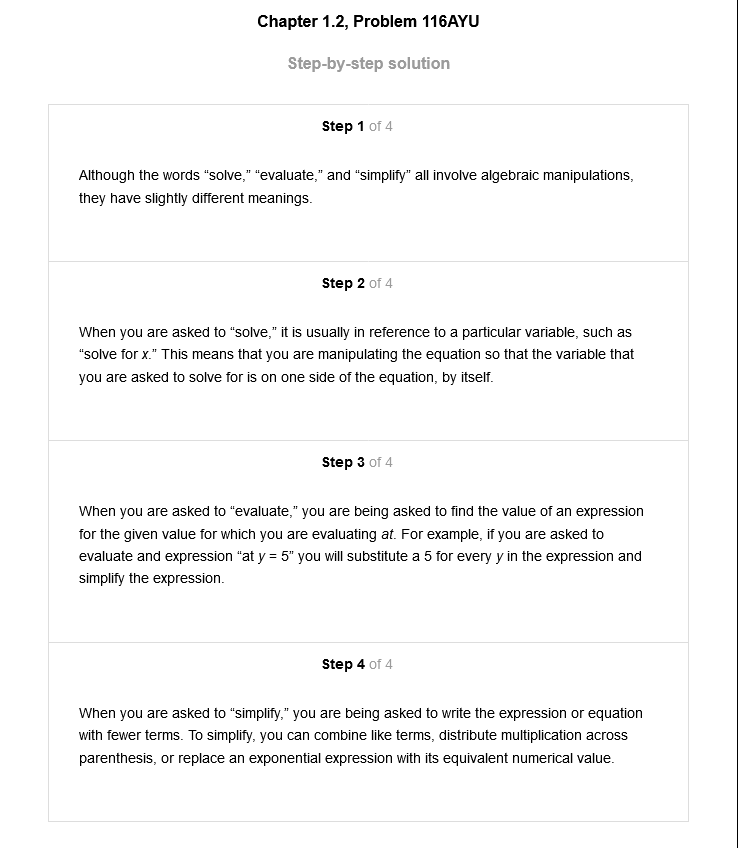 Chapter 1.2, Problem 116AYU
Step-by-step solution
Step 1 of 4
Although the words “solve,” “evaluate,” and “simplify” all involve algebraic manipulations,
they have slightly different meanings.
Step 2 of 4
When you are asked to “solve,” it is usually in reference to a particular variable, such as
“solve for x.” This means that you are manipulating the equation so that the variable that
you are asked to solve for is on one side of the equation, by itself.
Step 3 of 4
When you are asked to “evaluate,” you are being asked to find the value of an expression
for the given value for which you are evaluating at. For example, if you are asked to
evaluate and expression “at y = 5” you will substitute a 5 for every y in the expression and
simplify the expression.
Step 4 of 4
When you are asked to “simplify,” you are being asked to write the expression or equation
with fewer terms. To simplify, you can combine like terms, distribute multiplication across
parenthesis, or replace an exponential expression with its equivalent numerical value.